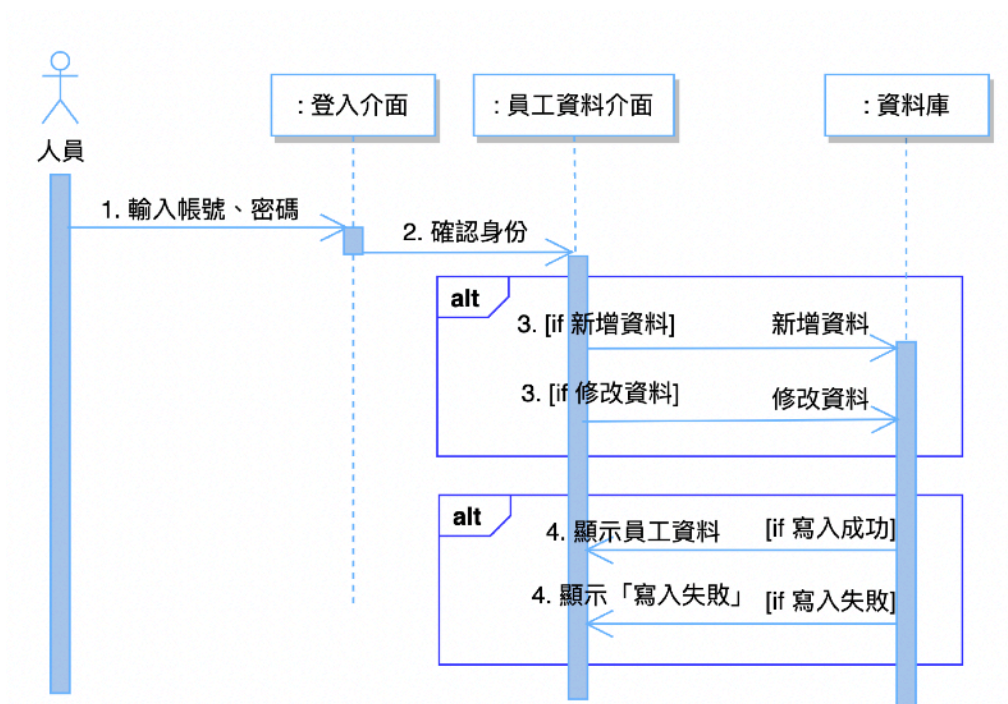 : 登入介面
: 員工資料介面
: 資料庫
人員
1. 輸入帳號、密碼
2. 確認身份
alt
3. [if 新增資料]
新增資料
3. [if 修改資料]
修改資料
alt
4. 顯示員工資料
[if 寫入成功]
4. 顯示「寫入失敗」
[if 寫入失敗]